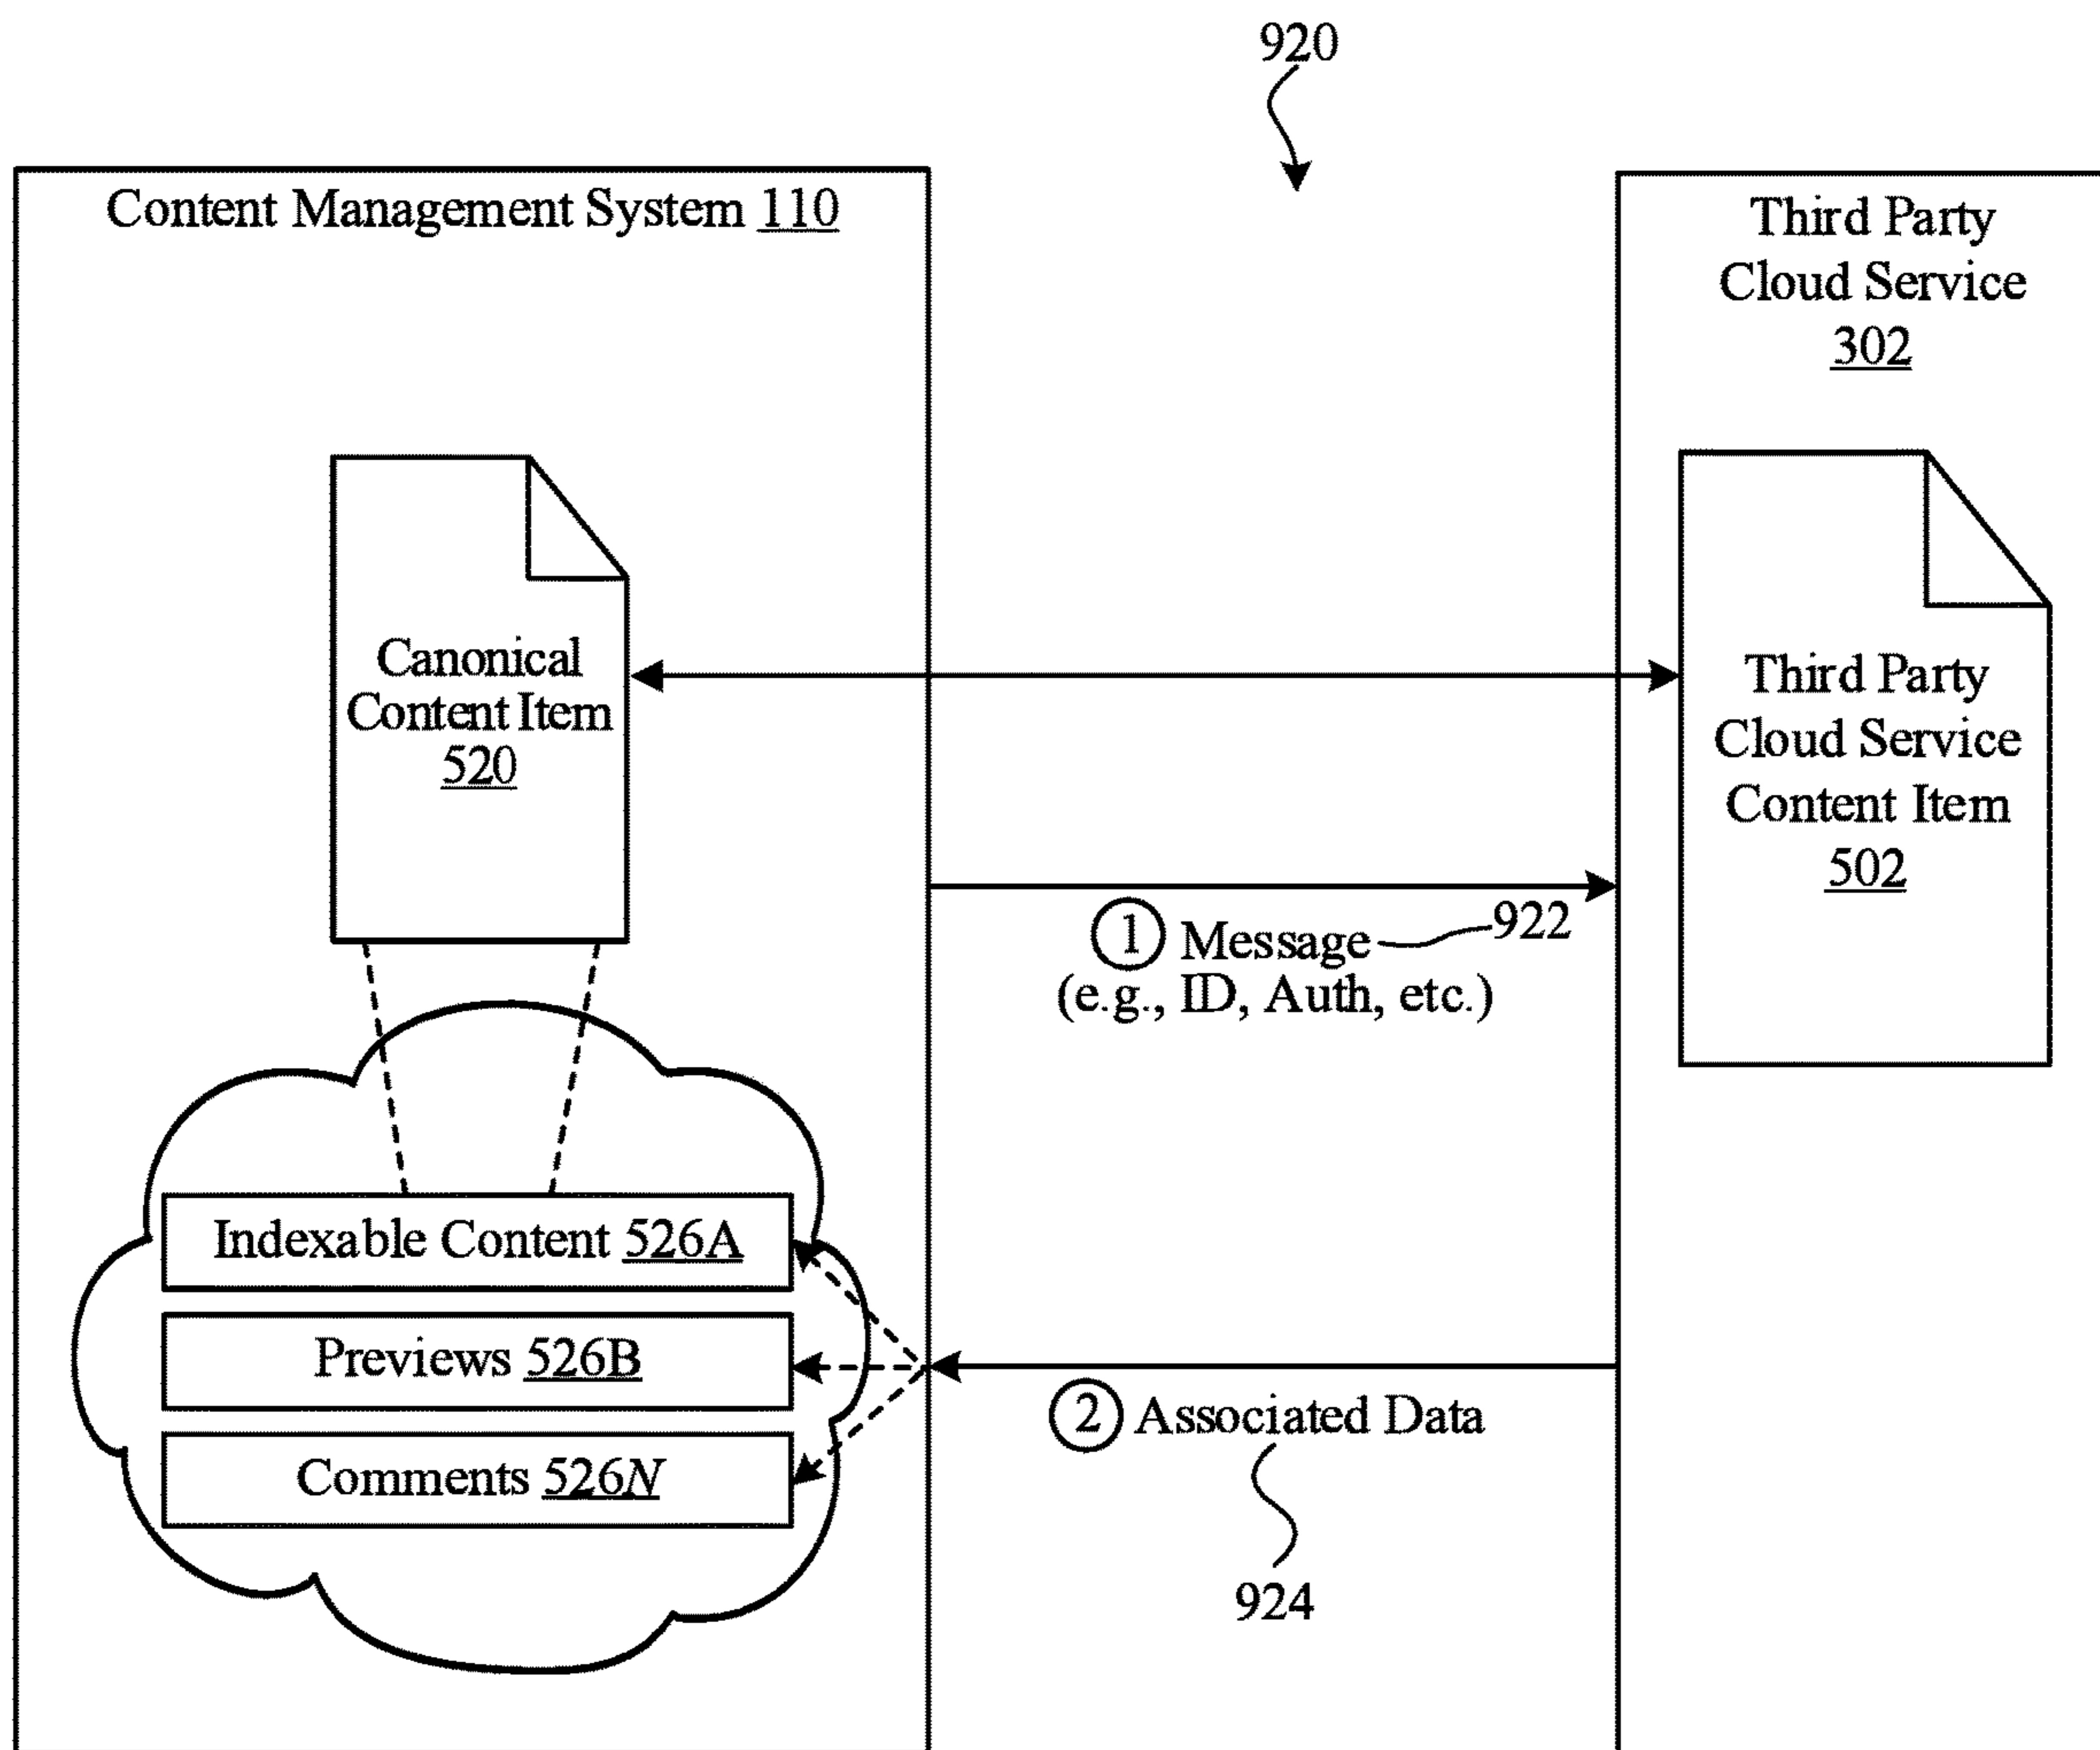 920
Content Management System 110
Third Party
Cloud Service
302
Canonical
Content Item
520
Third Party
Cloud Service
Content Item
502
1 Message 922
(e.g., ID, Auth, etc.)
Indexable Content 526A
Previews 526B
Comments 526N
2 Associated Data
924